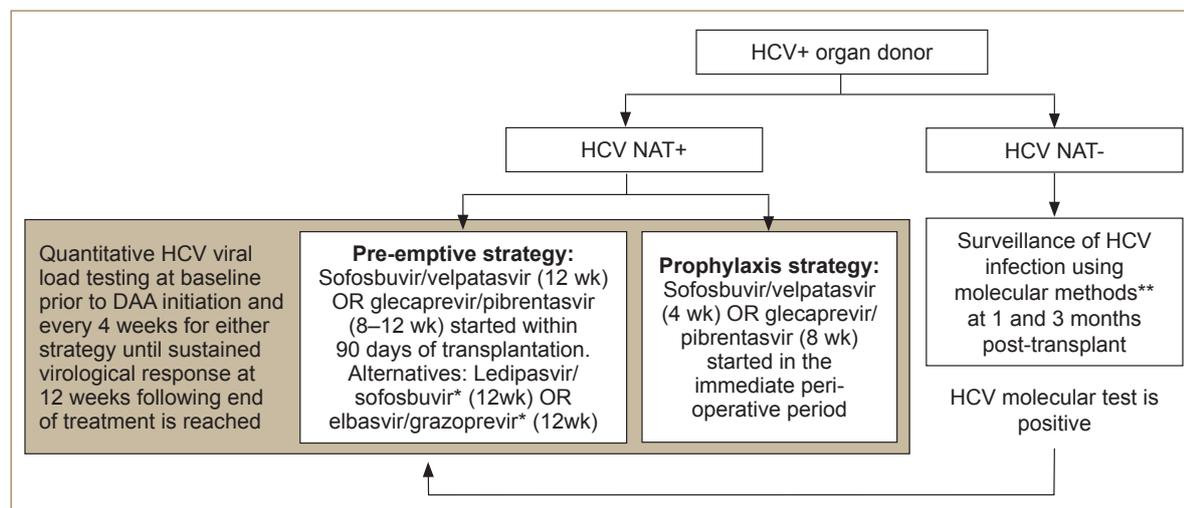 HCV+ organ donor
HCV NAT+
HCV NAT-
Quantitative HCV viral
load testing at baseline
prior to DAA initiation and
every 4 weeks for either
strategy until sustained
virological response at
12 weeks following end
of treatment is reached
Pre-emptive strategy:
Sofosbuvir/velpatasvir (12 wk)
OR glecaprevir/pibrentasvir
(8–12 wk) started within
90 days of transplantation.
Alternatives: Ledipasvir/
sofosbuvir* (12wk) OR
elbasvir/grazoprevir* (12wk)
Prophylaxis strategy:
Sofosbuvir/velpatasvir
(4 wk) OR glecaprevir/
pibrentasvir (8 wk)
started in the
immediate peri-
operative period
Surveillance of HCV
infection using
molecular methods**
at 1 and 3 months
post-transplant
HCV molecular test is
positive